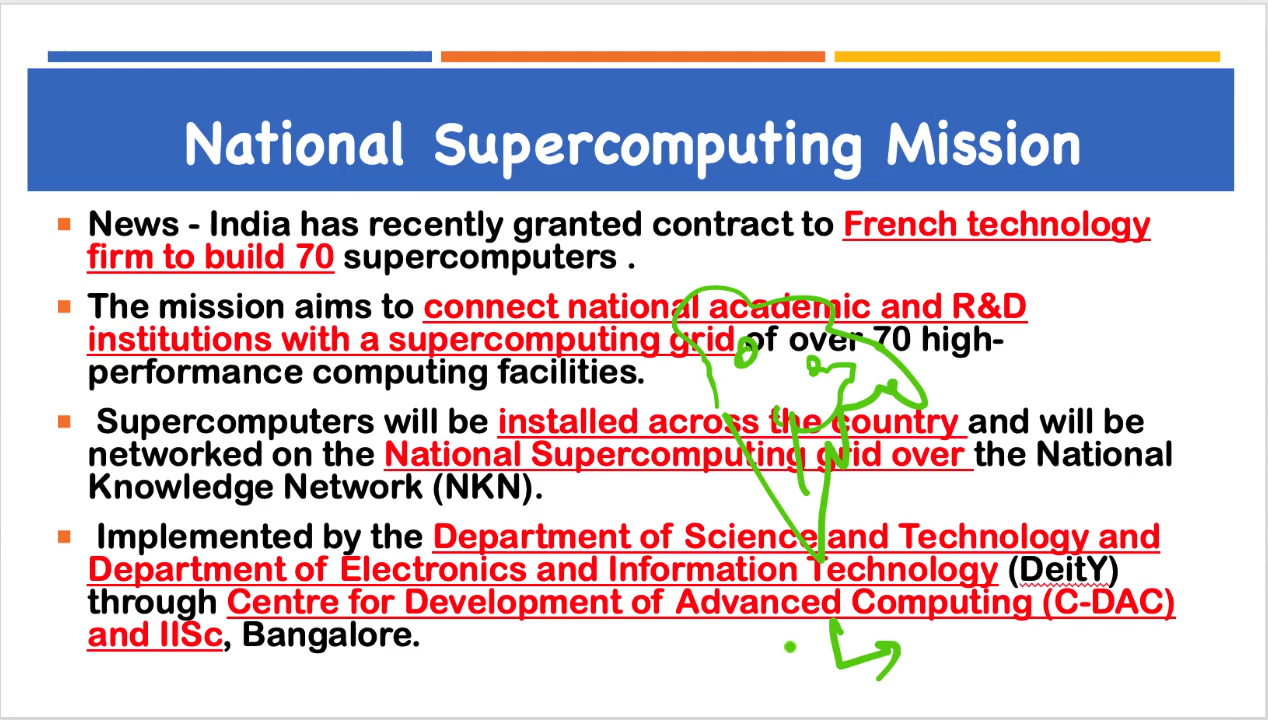 National Supercomputing Mission
News - India has recently granted contract to French technology
firm to build 70 supercomputers .
The mission aims to connect national academic and R&D
institutions with a supercomputing grid of over 70 high-
performance computing facilities.
Supercomputers will be installed across the country and will be
networked on the National Supercomputing grid over the National
Knowledge Network (NKN).
Implemented by the Department of Science and Technology and
Department of Electronics and Information Technology (DeitY)
through Centre for Development of Advanced Computing (C-DAC)
and IISc, Bangalore.